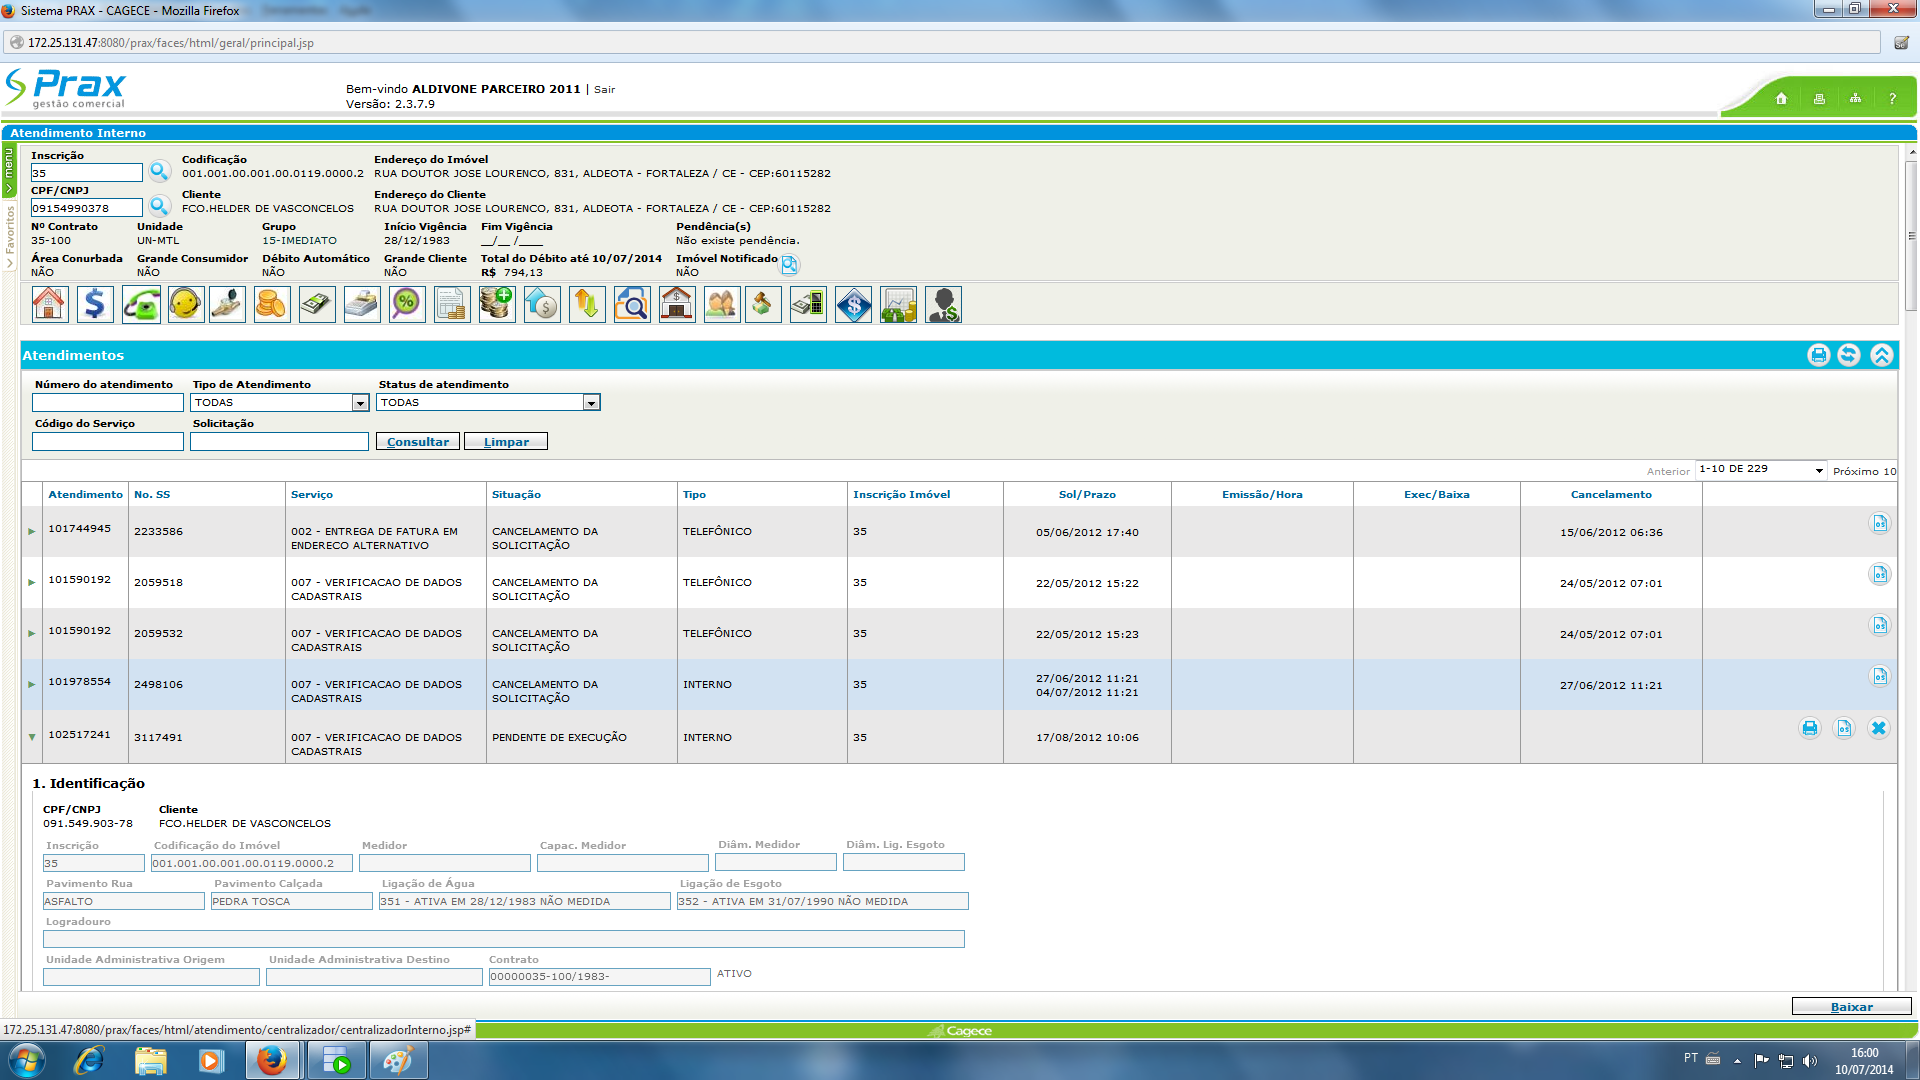 Sistema PRAX - CAGECE - Mozilla Firefox
172.25.131.47:8080/prax/faces/html/geral/principal.jsp
Prax
gestão comercial
Bem-vindo ALDIVONE PARCEIRO 2011 | Sair
Versão: 2.3.7.9
?
Atendimento Interno
> menu
> Favoritos
Inscrição
35
Codificação
001.001.00.001.00.0119.0000.2
Endereço do Imóvel
RUA DOUTOR JOSE LOURENCO, 831, ALDEOTA - FORTALEZA / CE - CEP:60115282
CPF/CNPJ
09154990378
Cliente
FCO.HELDER DE VASCONCELOS
Endereço do Cliente
RUA DOUTOR JOSE LOURENCO, 831, ALDEOTA - FORTALEZA / CE - CEP:60115282
Nº Contrato Unidade Grupo Início Vigência Fim Vigência Pendência(s)
35-100 UN-MTL 15-IMEDIATO 28/12/1983 __/__/____ Não existe pendência.
Área Conurbada Grande Consumidor Débito Automático Grande Cliente Total do Débito até 10/07/2014 Imóvel Notificado
NÃO NÃO NÃO NÃO R$ 794,13 NÃO
Atendimentos
Número do atendimento Tipo de Atendimento Status de atendimento
TODAS TODAS
Código do Serviço Solicitação
Consultar Limpar
Anterior 1-10 DE 229 Próximo 10
Atendimento No. SS Serviço Situação Tipo Inscrição Imóvel Sol/Prazo Emissão/Hora Exec/Baixa Cancelamento
101744945 2233586 002 - ENTREGA DE FATURA EM ENDERECO ALTERNATIVO CANCELAMENTO DA SOLICITAÇÃO TELEFÔNICO 35 05/06/2012 17:40 15/06/2012 06:36
101590192 2059518 007 - VERIFICACAO DE DADOS CADASTRAIS CANCELAMENTO DA SOLICITAÇÃO TELEFÔNICO 35 22/05/2012 15:22 24/05/2012 07:01
101590192 2059532 007 - VERIFICACAO DE DADOS CADASTRAIS CANCELAMENTO DA SOLICITAÇÃO TELEFÔNICO 35 22/05/2012 15:23 24/05/2012 07:01
101978554 2498106 007 - VERIFICACAO DE DADOS CADASTRAIS CANCELAMENTO DA SOLICITAÇÃO INTERNO 35 27/06/2012 11:21 04/07/2012 11:21 27/06/2012 11:21
102517241 3117491 007 - VERIFICACAO DE DADOS CADASTRAIS PENDENTE DE EXECUÇÃO INTERNO 35 17/08/2012 10:06
1. Identificação
CPF/CNPJ Cliente
091.549.903-78 FCO.HELDER DE VASCONCELOS
Inscrição Codificação do Imóvel Medidor Capac. Medidor Diâm. Medidor Diâm. Lig. Esgoto
35 001.001.00.001.00.0119.0000.2
Pavimento Rua Pavimento Calçada Ligação de Água Ligação de Esgoto
ASFALTO PEDRA TOSCA 351 - ATIVA EM 28/12/1983 NÃO MEDIDA 352 - ATIVA EM 31/07/1990 NÃO MEDIDA
Logradouro
Unidade Administrativa Origem Unidade Administrativa Destino Contrato
00000035-100/1983- ATIVO
Baixar
172.25.131.47:8080/prax/faces/html/atendimento/centralizador/centralizadorInterno.jsp#
Cagece
PT
16:00
10/07/2014